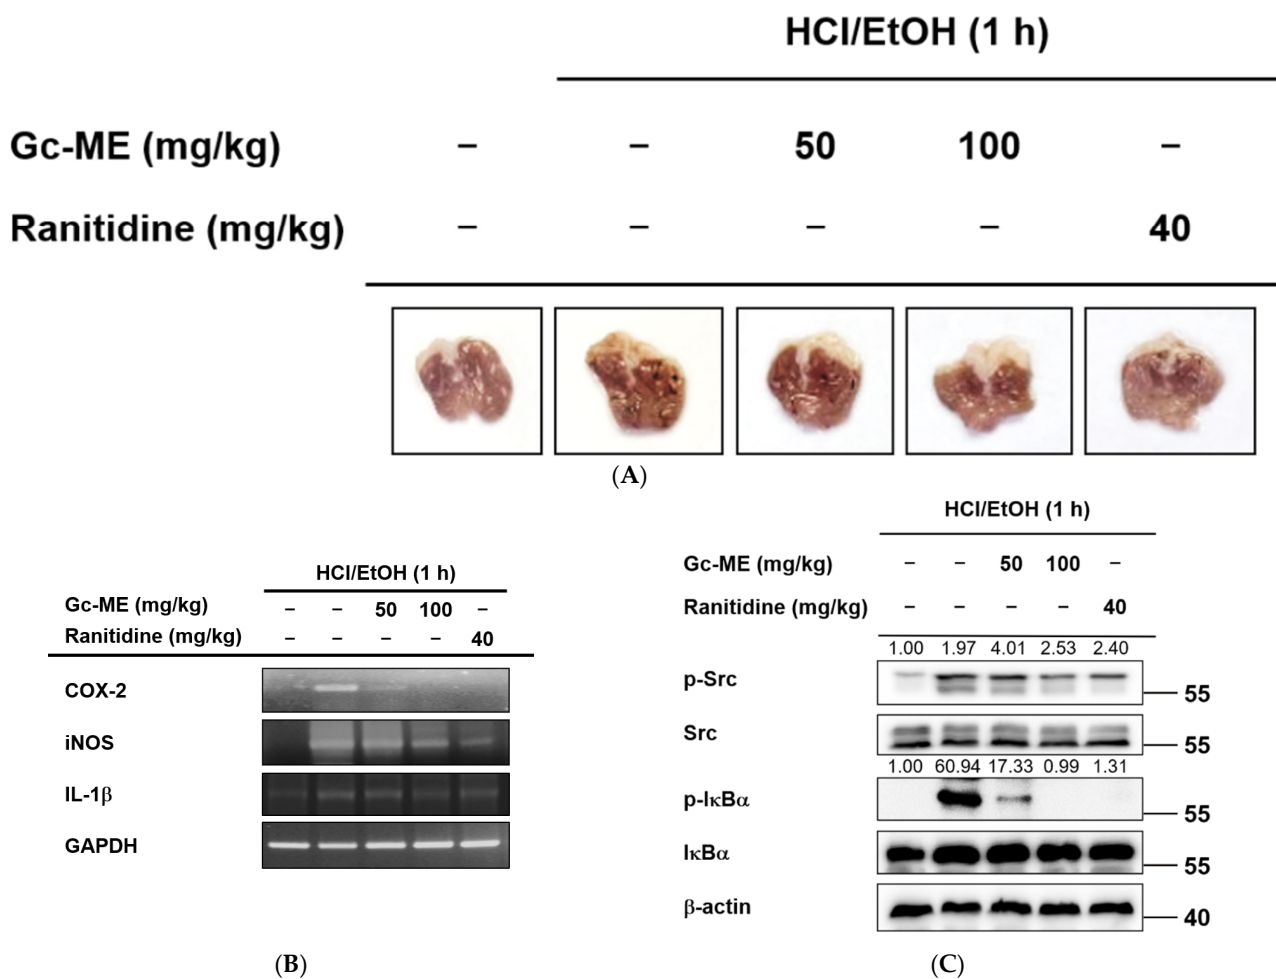 HCl/EtOH (1 h)
Gc-ME (mg/kg) – – 50 100 –
Ranitidine (mg/kg) – – – – 40
(A)
HCl/EtOH (1 h)
Gc-ME (mg/kg) – – 50 100 –
Ranitidine (mg/kg) – – – – 40
COX-2
iNOS
IL-1β
GAPDH
(B)
HCl/EtOH (1 h)
Gc-ME (mg/kg) – – 50 100 –
Ranitidine (mg/kg) – – – – 40
1.00 1.97 4.01 2.53 2.40
p-Src 55
Src 55
1.00 60.94 17.33 0.99 1.31
p-IκBα 55
IκBα 55
β-actin 40
(C)